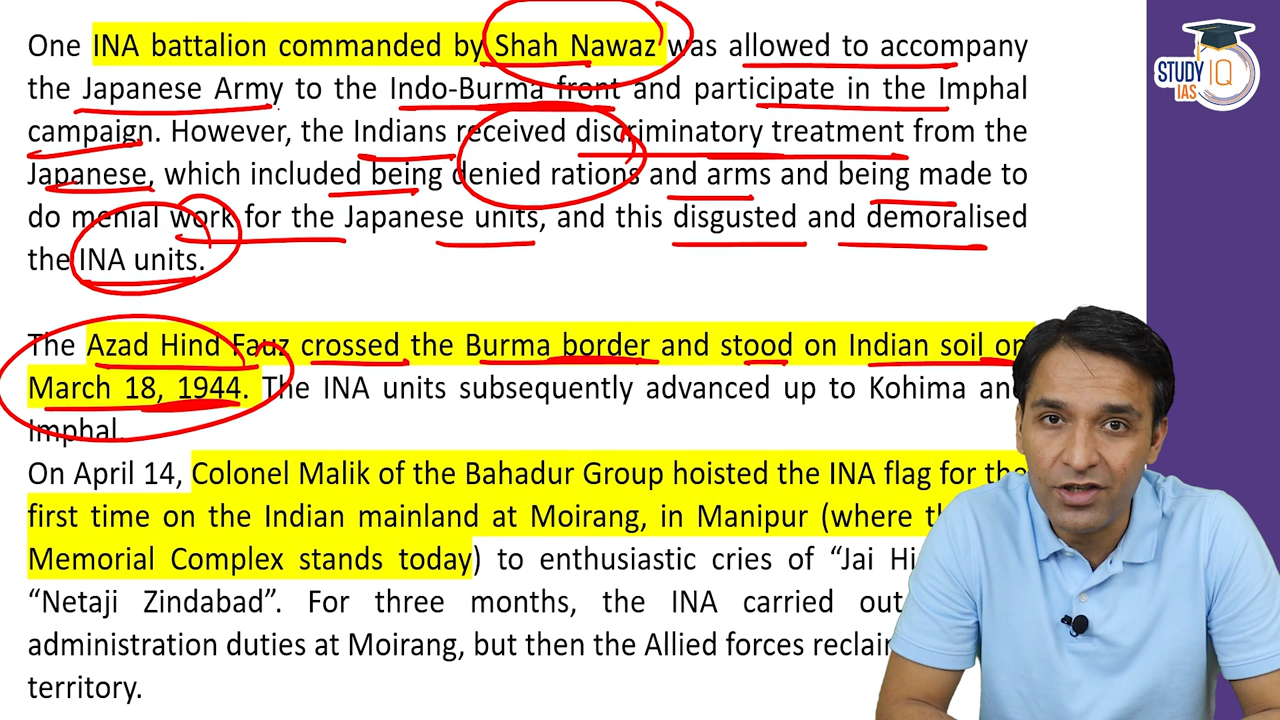 One INA battalion commanded by Shah Nawaz was allowed to accompany
the Japanese Army to the Indo-Burma front and participate in the Imphal
campaign. However, the Indians received discriminatory treatment from the
Japanese, which included being denied rations and arms and being made to
do menial work for the Japanese units, and this disgusted and demoralised
the INA units.
The Azad Hind Fauz crossed the Burma border and stood on Indian soil on
March 18, 1944. The INA units subsequently advanced up to Kohima and
Imphal.
On April 14, Colonel Malik of the Bahadur Group hoisted the INA flag for the
first time on the Indian mainland at Moirang, in Manipur (where
Memorial Complex stands today) to enthusiastic cries of “Jai
“Netaji Zindabad”. For three months, the INA carried out
administration duties at Moirang, but then the Allied forces
territory.
STUDY IQ
IAS